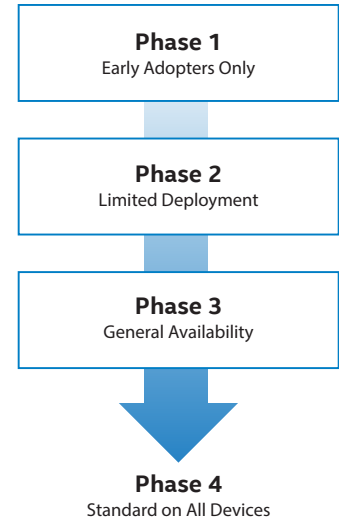 Phase 1
Early Adopters Only
Phase 2
Limited Deployment
Phase 3
General Availability
Phase 4
Standard on All Devices